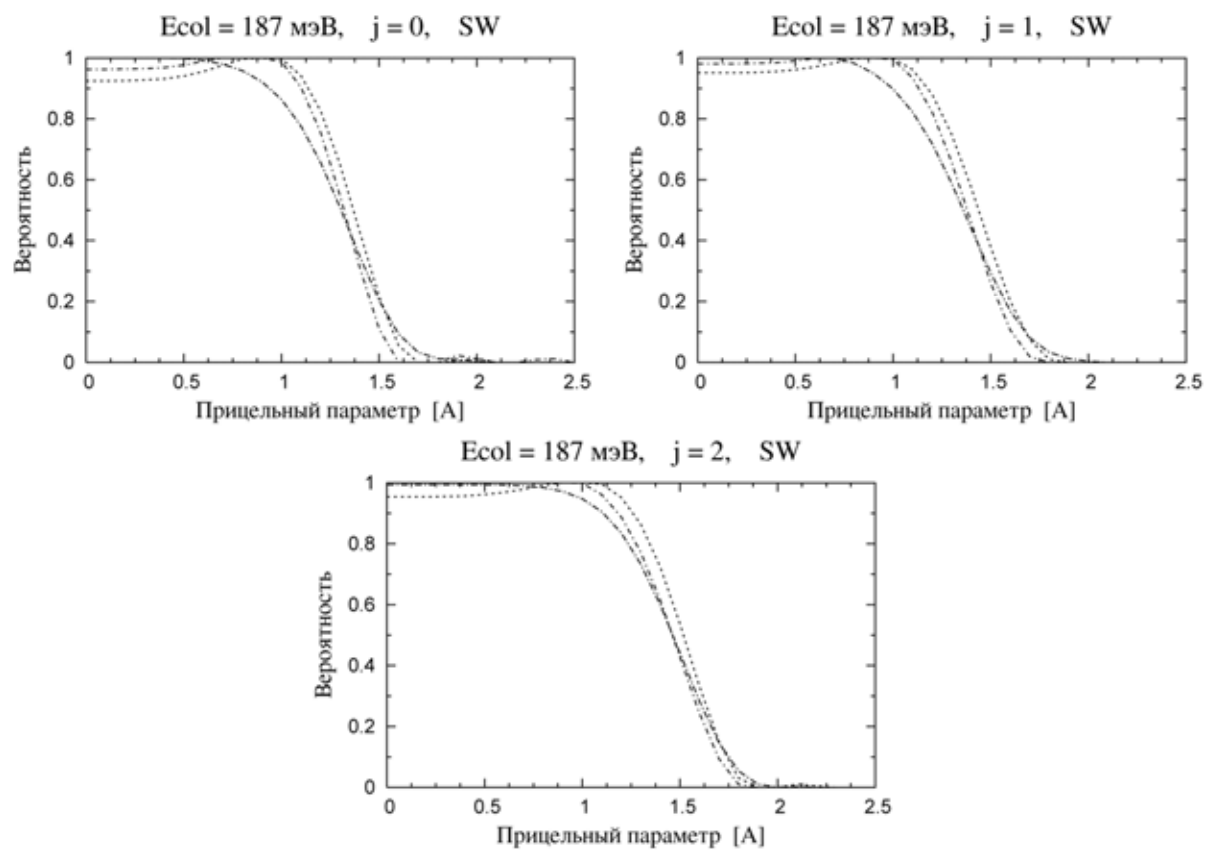 Ecol = 187 мэВ, j = 0, SW
1
0.8
0.6
0.4
0.2
0
Вероятность
0 0.5 1 1.5 2 2.5
Прицельный параметр [А]
Ecol = 187 мэВ, j = 1, SW
1
0.8
0.6
0.4
0.2
0
Вероятность
0 0.5 1 1.5 2 2.5
Прицельный параметр [А]
Ecol = 187 мэВ, j = 2, SW
1
0.8
0.6
0.4
0.2
0
Вероятность
0 0.5 1 1.5 2 2.5
Прицельный параметр [А]